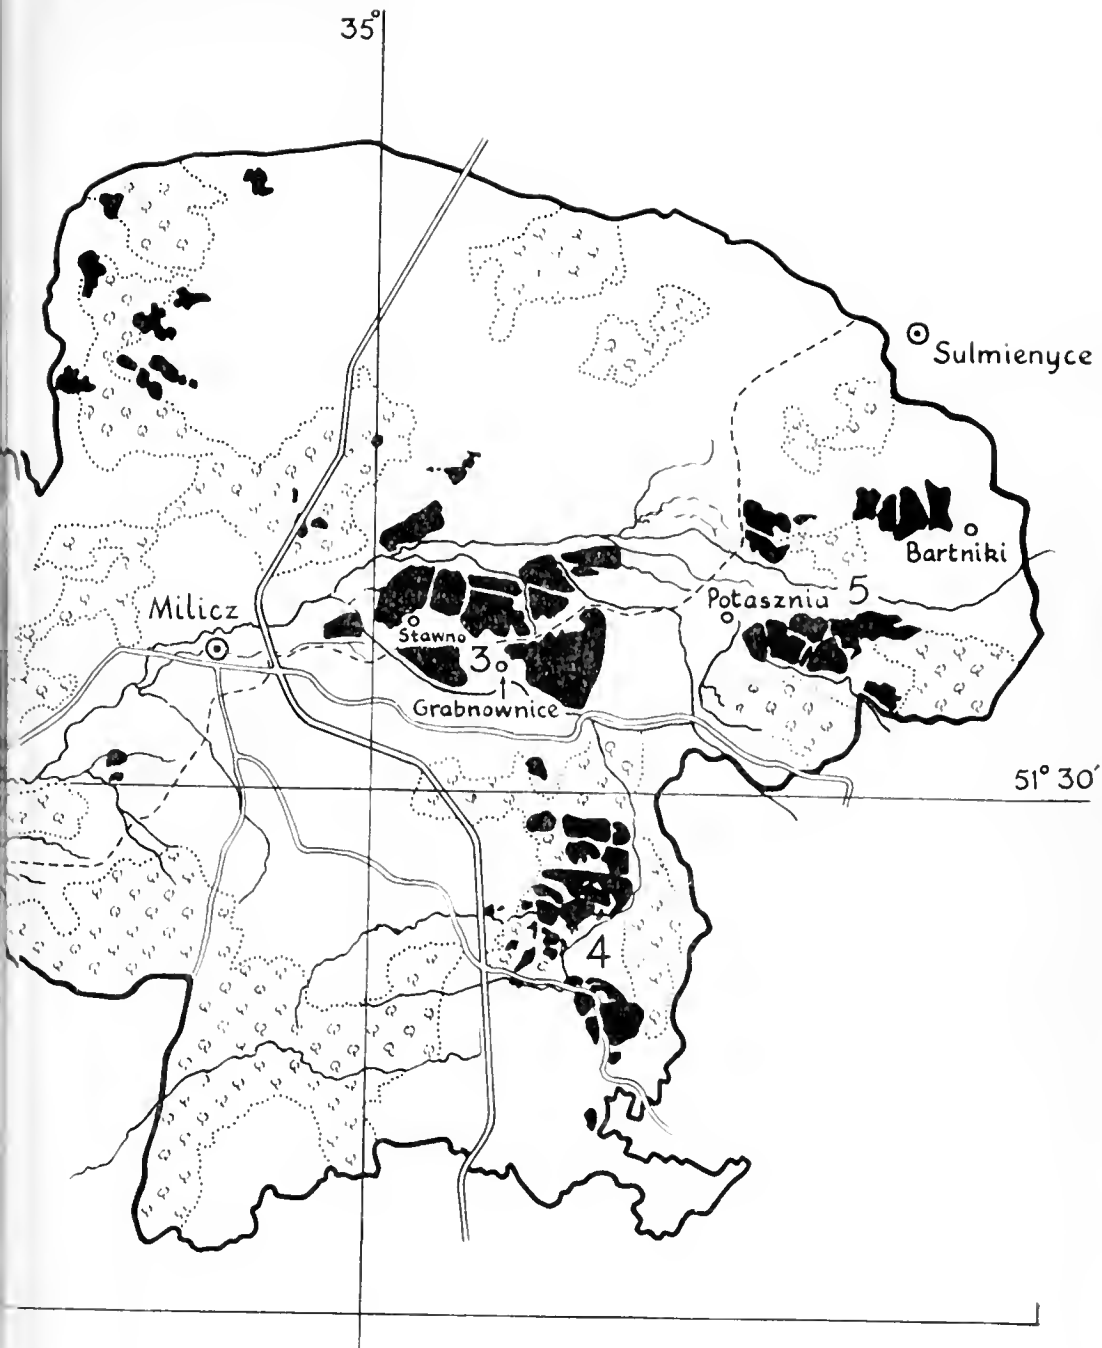 35°
Sulmienyce
Bartniki
5
Potasznia
Milicz
Stawno
3
Grabnownice
51° 30′
4